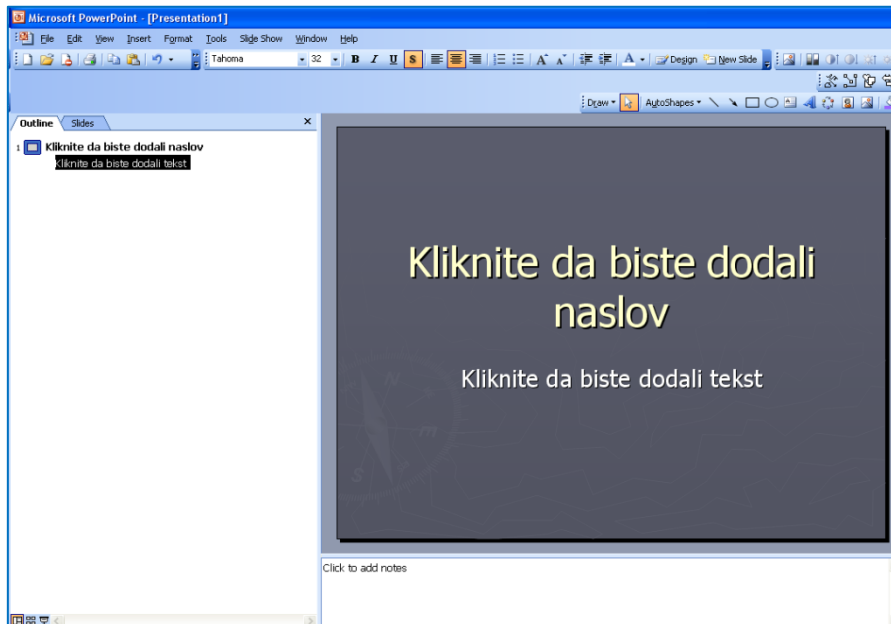 Microsoft PowerPoint - [Presentation1]
File Edit View Insert Format Tools Slide Show Window Help
Tahoma 32 B I U S A A A Design New Slide
Draw AutoShapes
Outline Slides
1 Kliknite da biste dodali naslov
Kliknite da biste dodali tekst
Kliknite da biste dodali
naslov
Kliknite da biste dodali tekst
N
m
S
Click to add notes